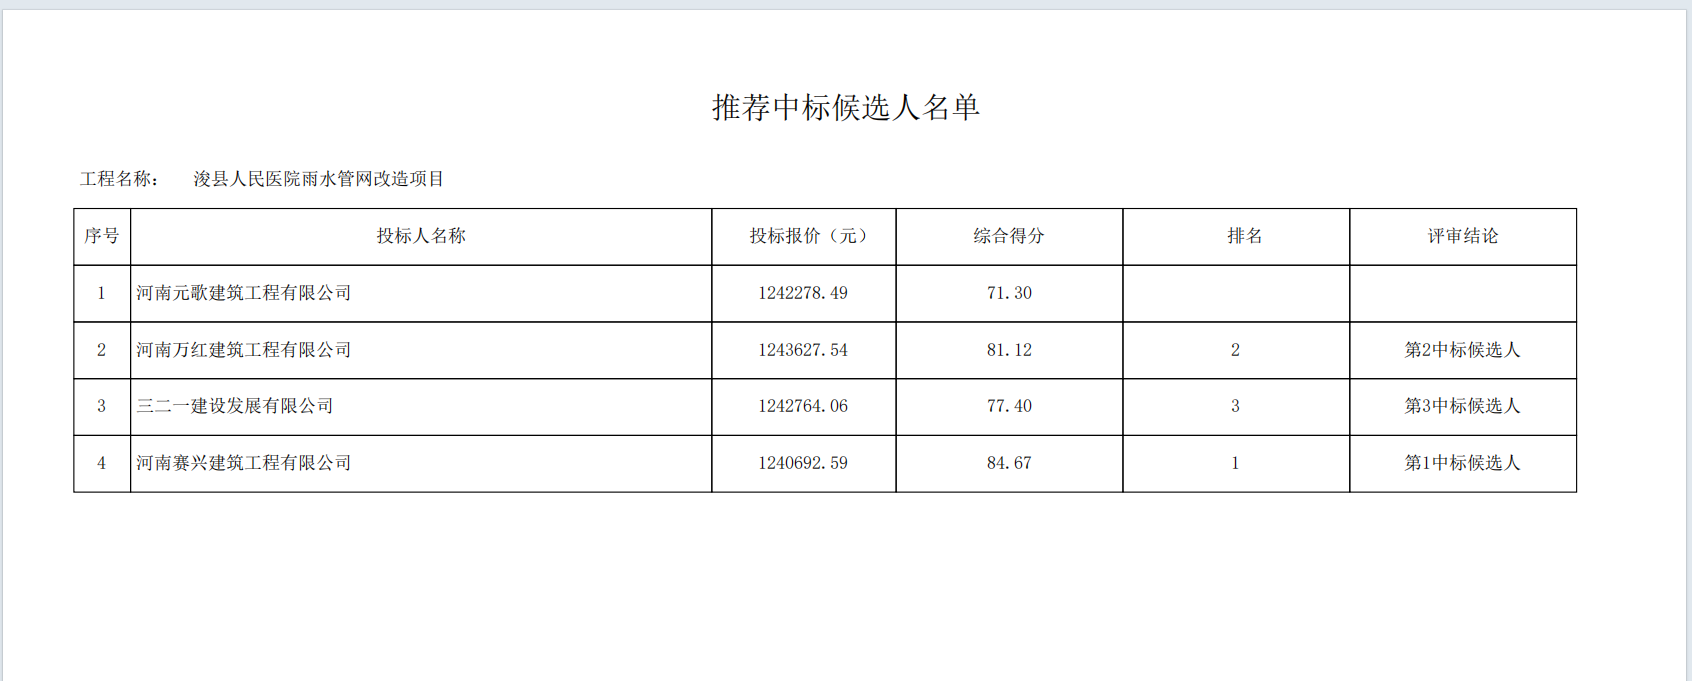 推荐中标候选人名单
工程名称： 浚县人民医院雨水管网改造项目
序号 投标人名称 投标报价（元） 综合得分 排名 评审结论
1 河南元歌建筑工程有限公司 1242278.49 71.30
2 河南万红建筑工程有限公司 1243627.54 81.12 2 第2中标候选人
3 三二一建设发展有限公司 1242764.06 77.40 3 第3中标候选人
4 河南赛兴建筑工程有限公司 1240692.59 84.67 1 第1中标候选人